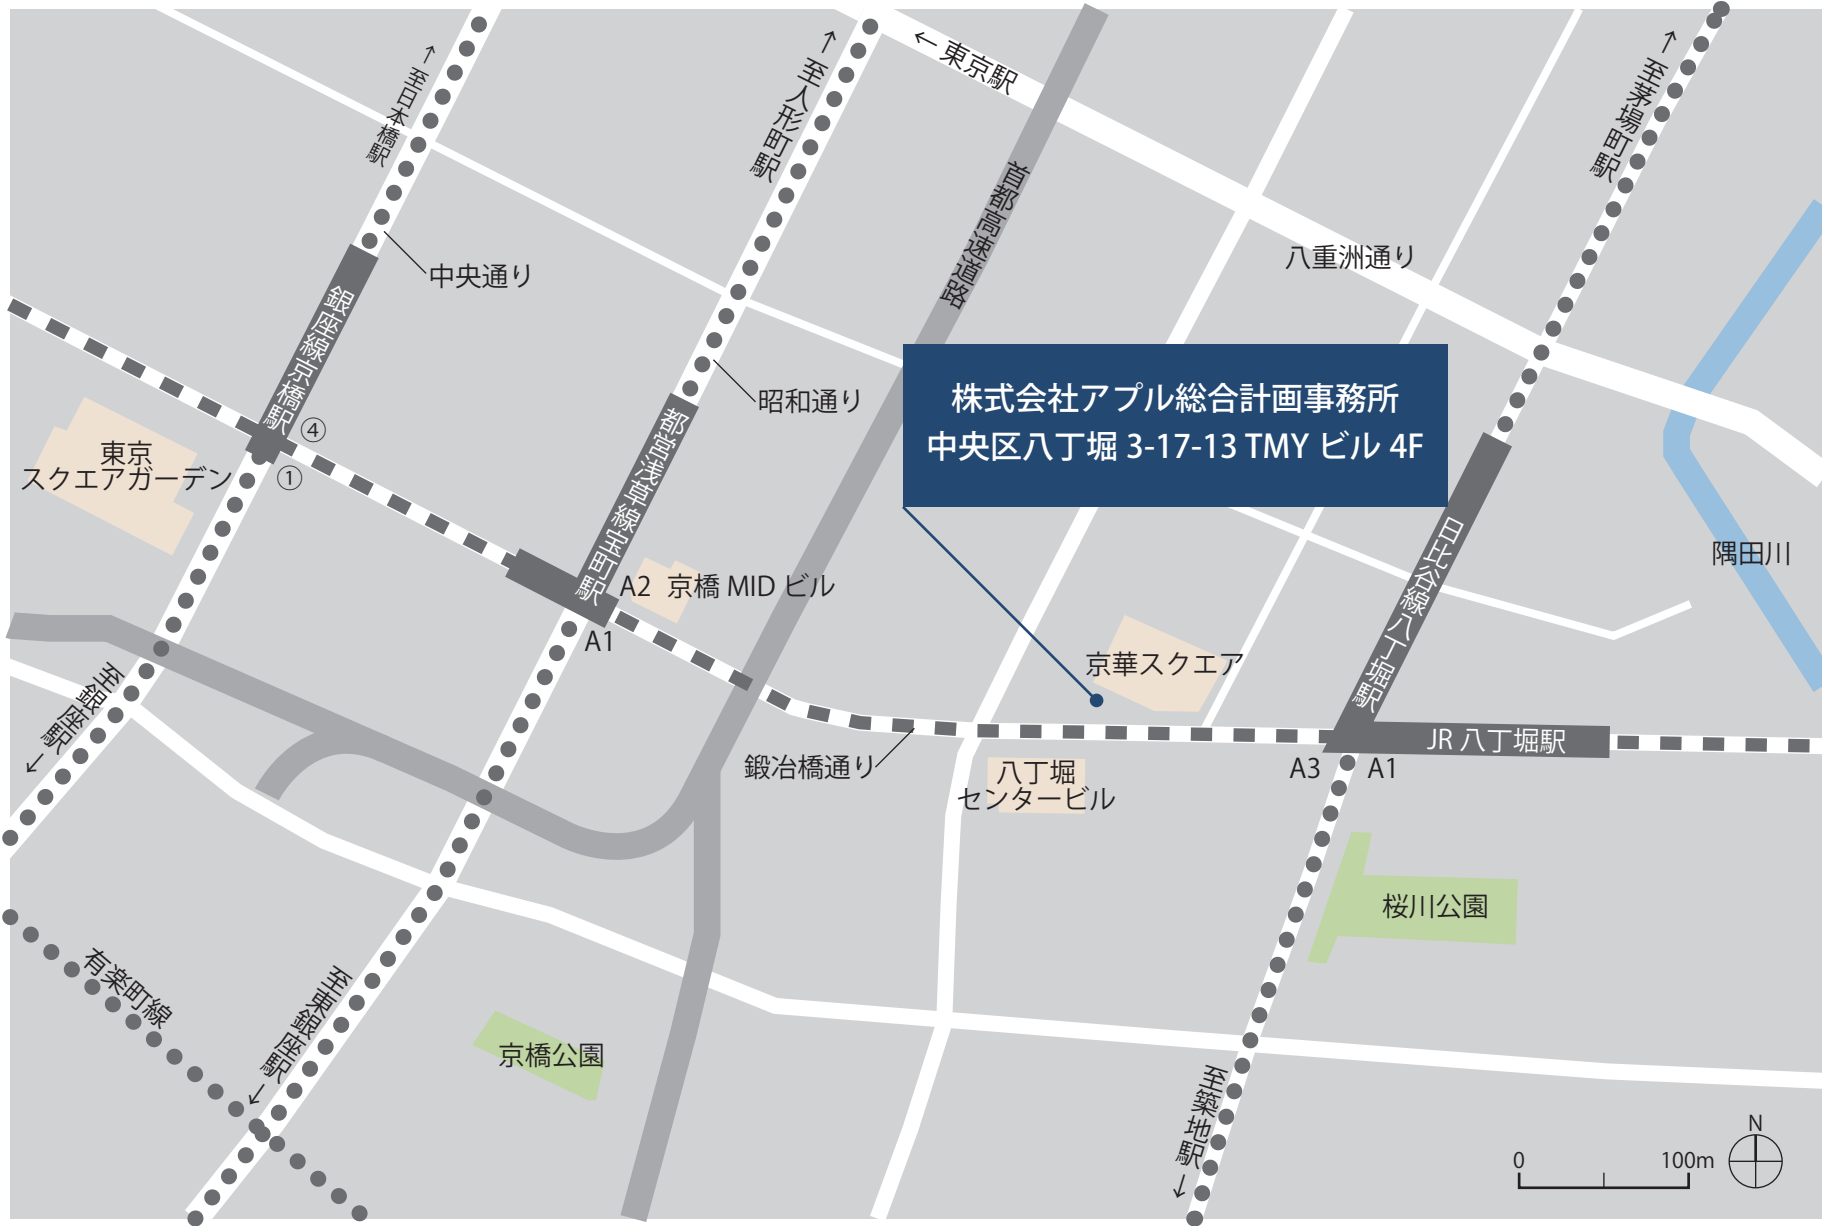 ← 東京駅
↑ 至日本橋駅
↑ 至人形町駅
↑ 至茅場町駅
首都高速道路
八重洲通り
中央通り
銀座線京橋駅
昭和通り
株式会社アプル総合計画事務所
中央区八丁堀 3-17-13 TMY ビル 4F
都営浅草線宝町駅
④
①
東京
スクエアガーデン
日比谷線八丁堀駅
隅田川
A2 京橋 MID ビル
A1
京華スクエア
至銀座駅 ←
鍛冶橋通り
JR 八丁堀駅
A3 A1
八丁堀
センタービル
桜川公園
有楽町線
至東銀座駅 ←
京橋公園
至築地駅 ←
N
0 100m